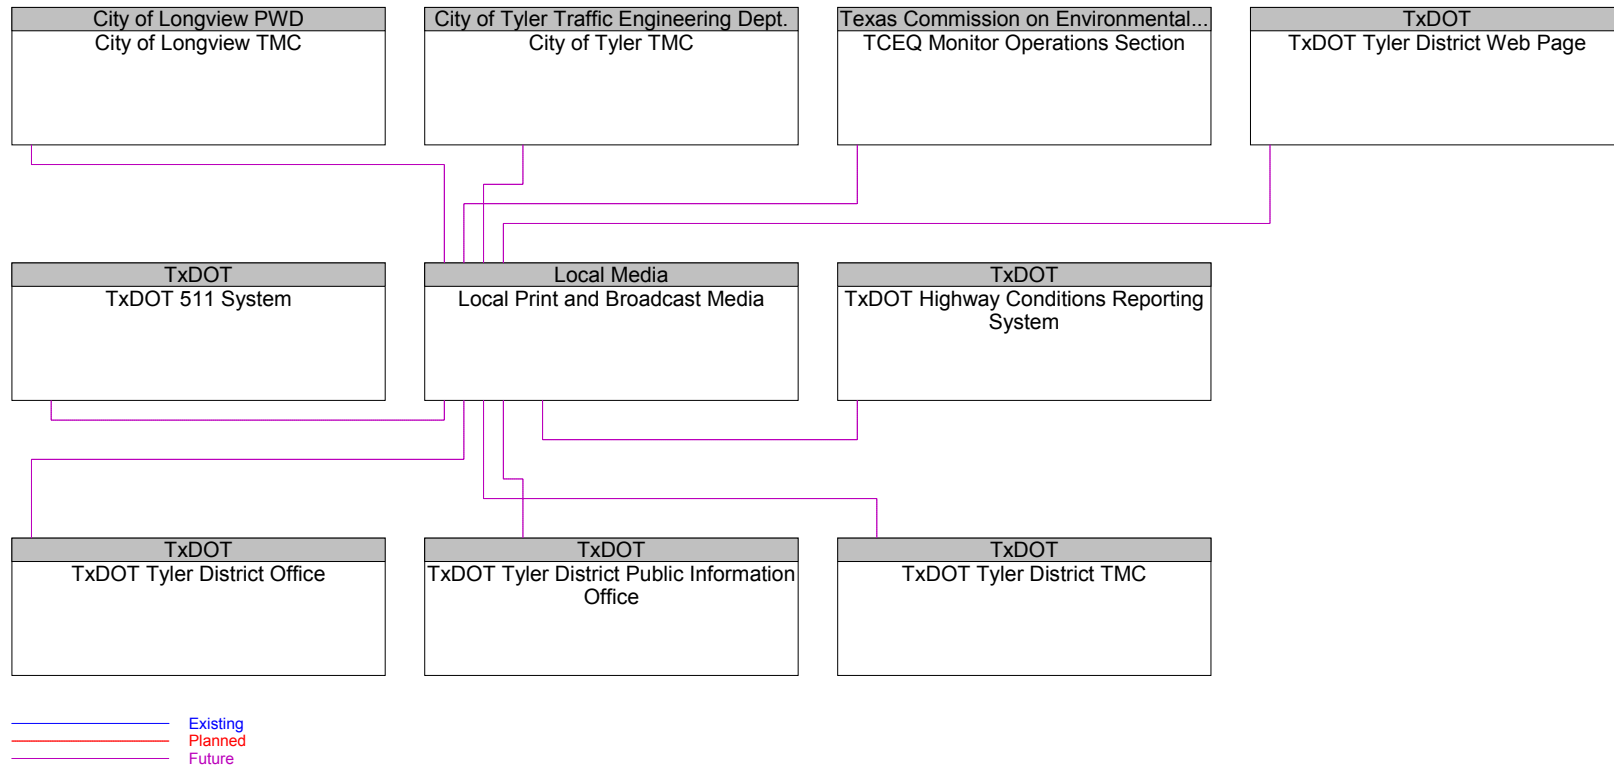 City of Longview PWD
City of Longview TMC
City of Tyler Traffic Engineering Dept.
City of Tyler TMC
Texas Commission on Environmental...
TCEQ Monitor Operations Section
TxDOT
TxDOT Tyler District Web Page
TxDOT
TxDOT 511 System
Local Media
Local Print and Broadcast Media
TxDOT
TxDOT Highway Conditions Reporting
System
TxDOT
TxDOT Tyler District Office
TxDOT
TxDOT Tyler District Public Information
Office
TxDOT
TxDOT Tyler District TMC
Existing
Planned
Future